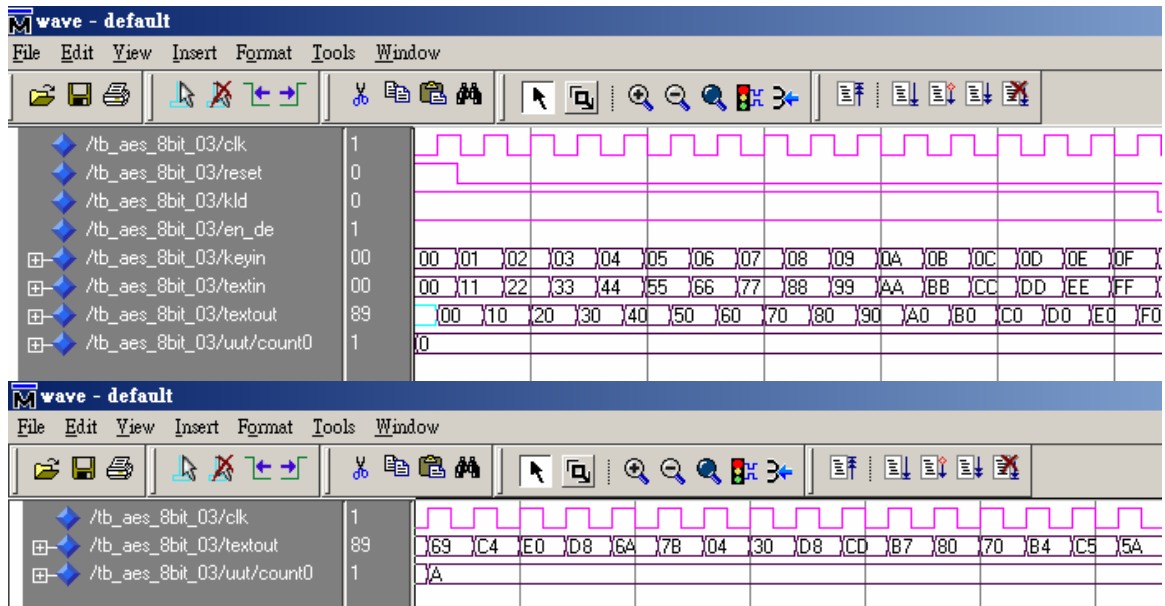 wave - default
File Edit View Insert Format Tools Window
/tb_aes_8bit_03/clk 1
/tb_aes_8bit_03/reset 0
/tb_aes_8bit_03/kld 0
/tb_aes_8bit_03/en_de 1
/tb_aes_8bit_03/keyin 00 00 01 02 03 04 05 06 07 08 09 0A 0B 0C 0D 0E 0F
/tb_aes_8bit_03/textin 00 00 11 22 33 44 55 66 77 88 99 AA BB CC DD EE FF
/tb_aes_8bit_03/textout 89 00 10 20 30 40 50 60 70 80 90 A0 B0 C0 D0 E0 F0
/tb_aes_8bit_03/uut/count0 1 0
wave - default
File Edit View Insert Format Tools Window
/tb_aes_8bit_03/clk 1
/tb_aes_8bit_03/textout 89 69 C4 E0 D8 6A 7B 04 30 D8 CD B7 80 70 B4 C5 5A
/tb_aes_8bit_03/uut/count0 1 A